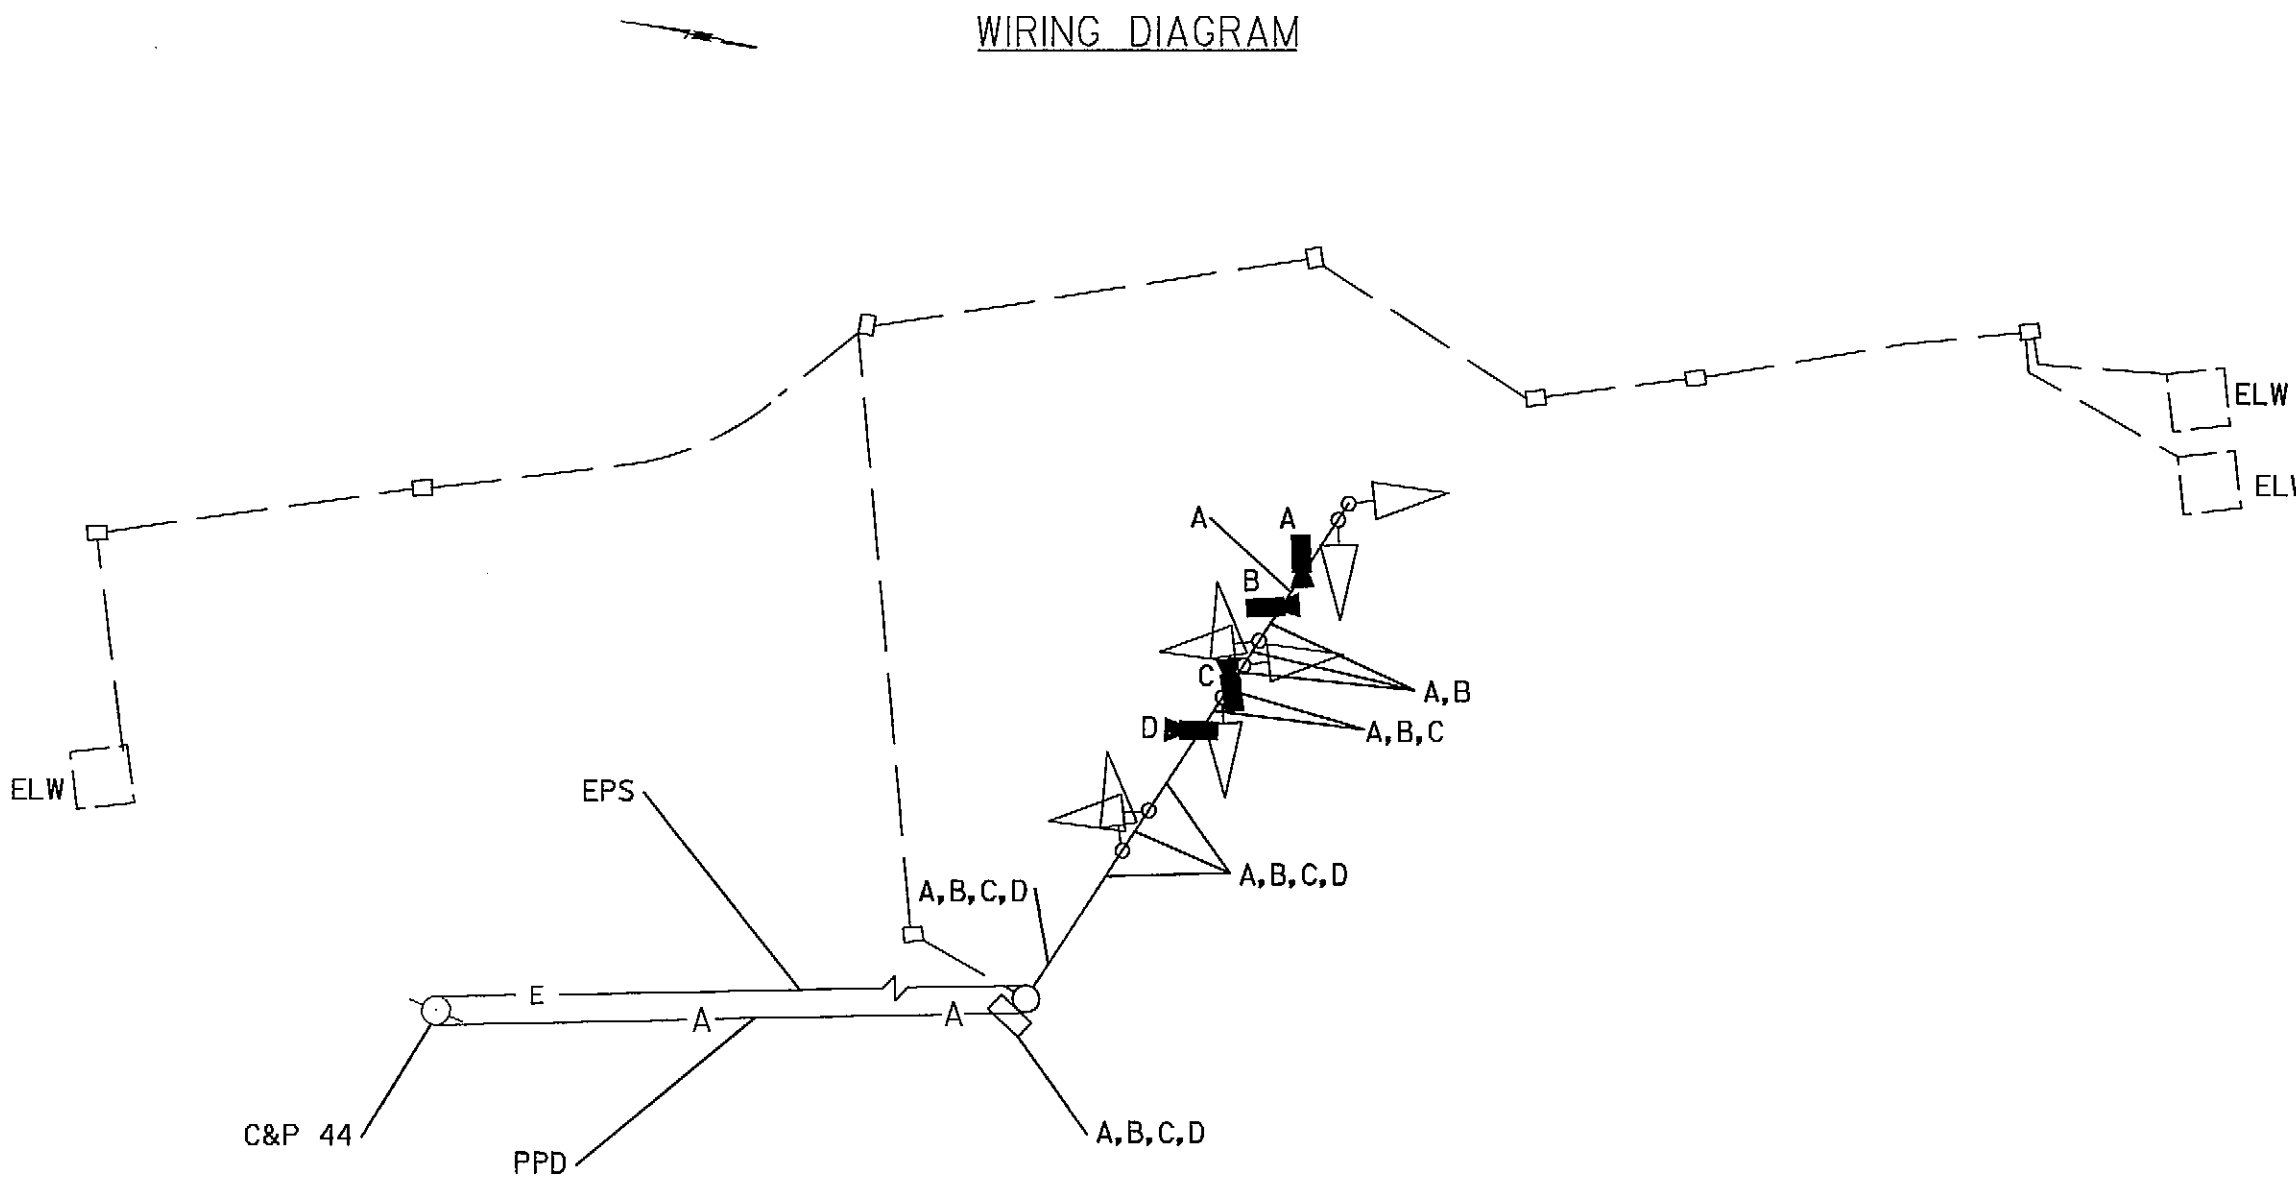 WIRING DIAGRAM
ELW
ELW
A
A
B
C
A,B
D
A,B,C
ELW
EPS
A,B,C,D
A,B,C,D
E
A
A
C&P 44
PPD
A,B,C,D